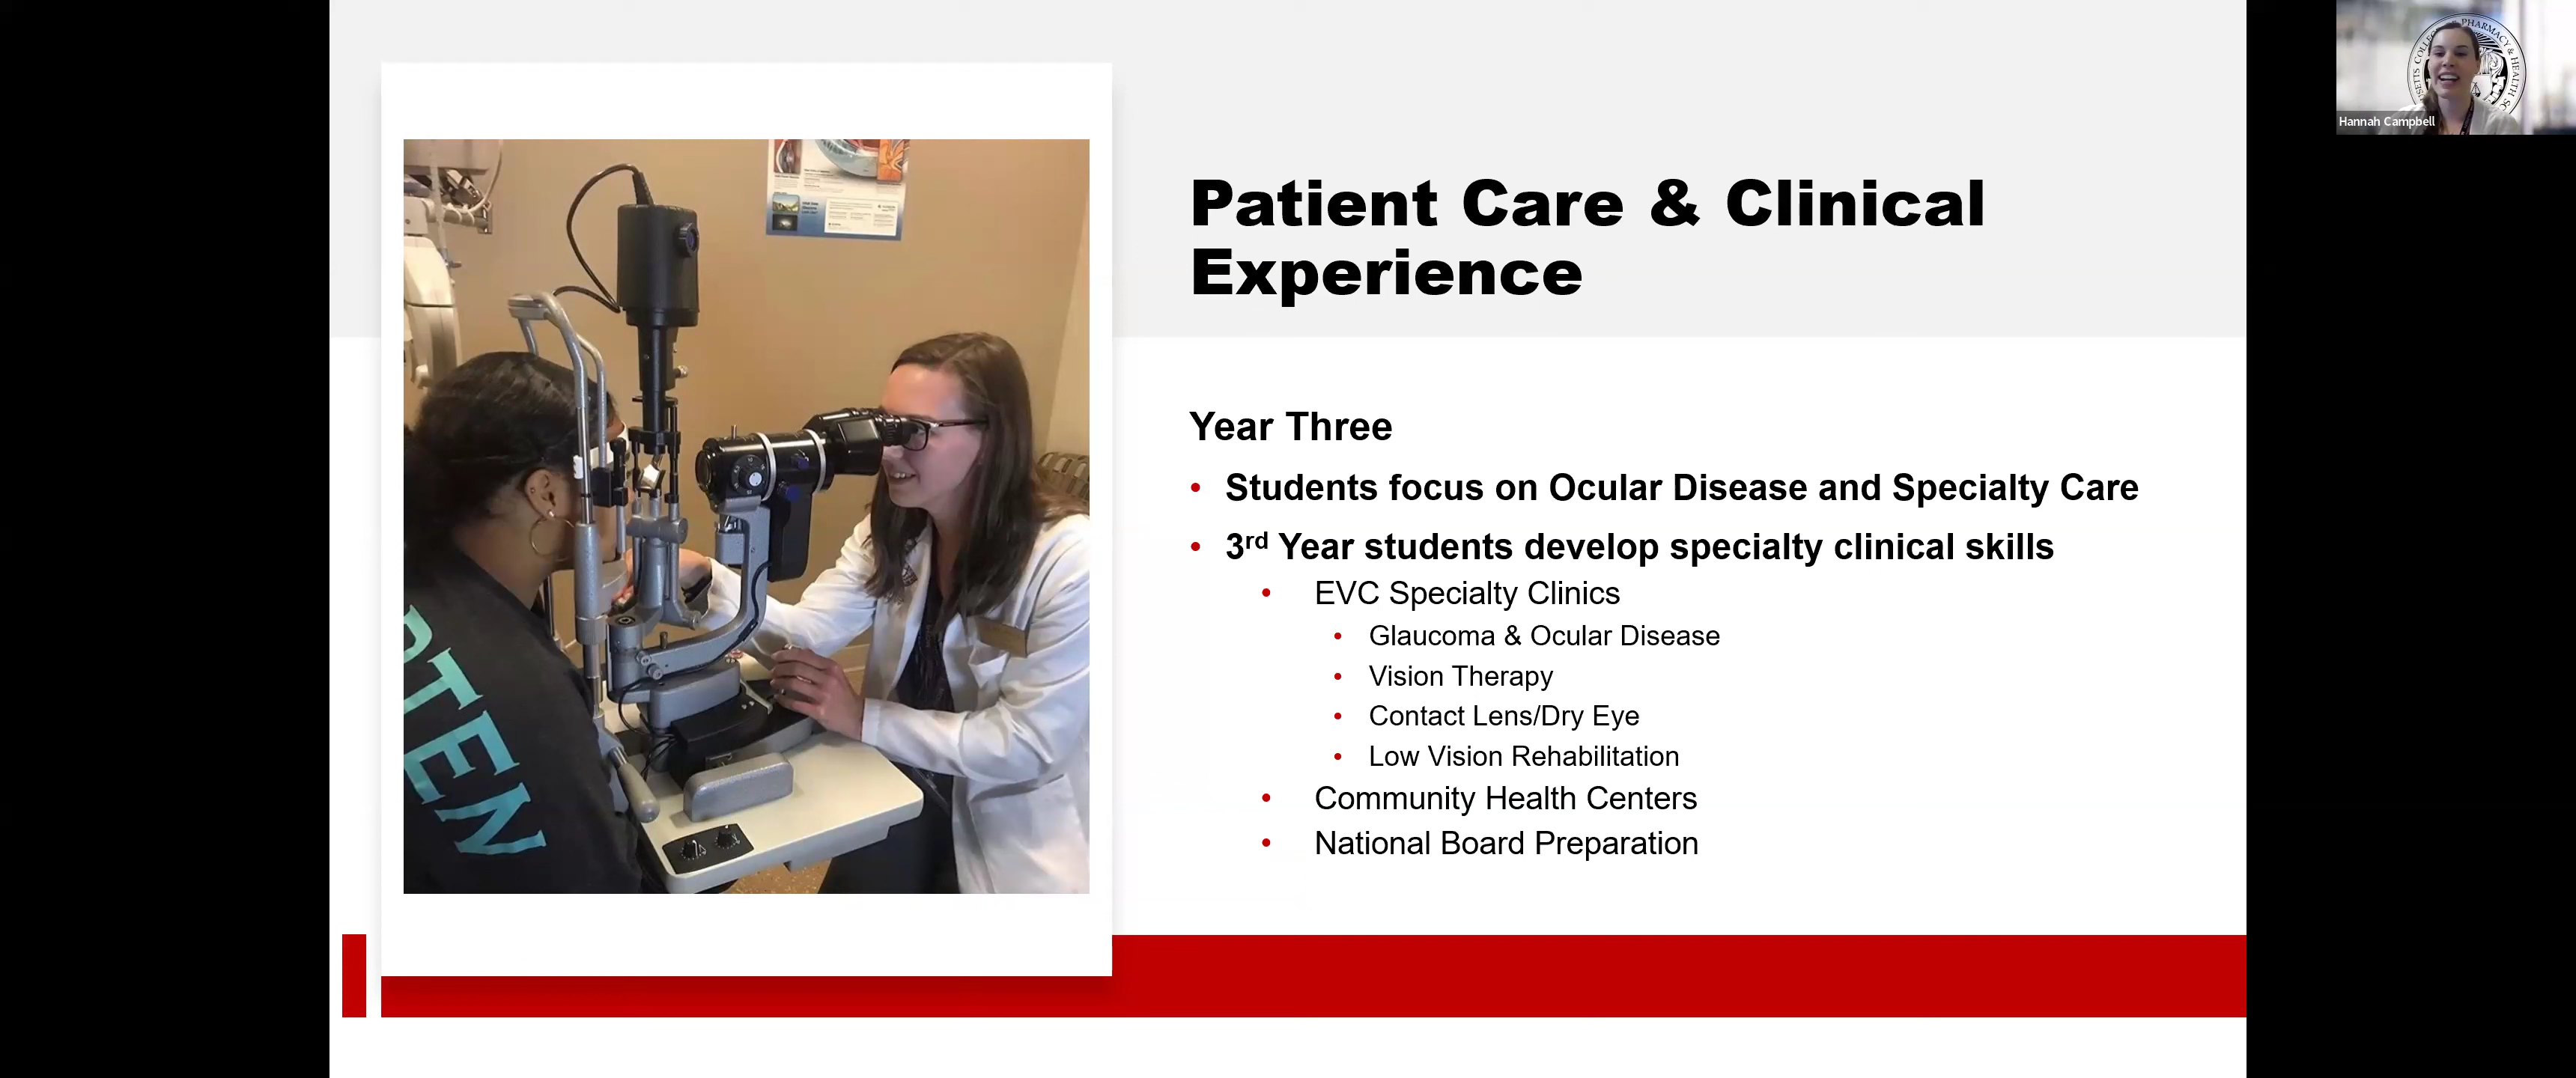 Patient Care & Clinical
Experience
Year Three
• Students focus on Ocular Disease and Specialty Care
• 3rd Year students develop specialty clinical skills
• EVC Specialty Clinics
• Glaucoma & Ocular Disease
• Vision Therapy
• Contact Lens/Dry Eye
• Low Vision Rehabilitation
• Community Health Centers
• National Board Preparation
OTEN
PHARMACY & HEALTH
Hannah Campbell